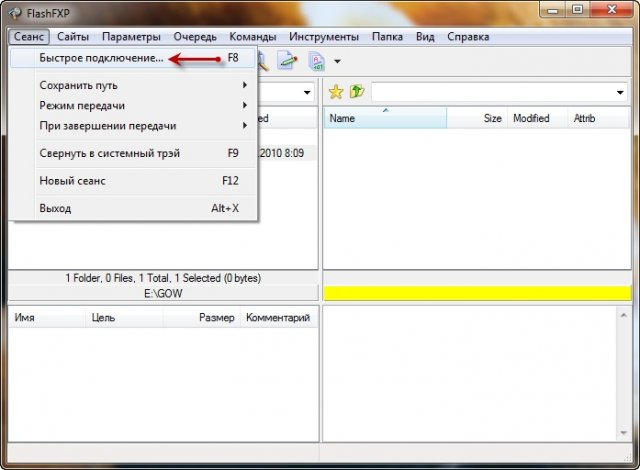 FlashFXP
Сеанс Сайты Параметры Очередь Команды Инструменты Папка Вид Справка
Быстрое подключение... F8
Сохранить путь
Режим передачи
При завершении передачи
Свернуть в системный трэй F9
Новый сеанс F12
Выход Alt+X
Name Size Modified Attrib
2010 8:09
1 Folder, 0 Files, 1 Total, 1 Selected (0 bytes)
E:\GOW
Имя Цель Размер Комментарий